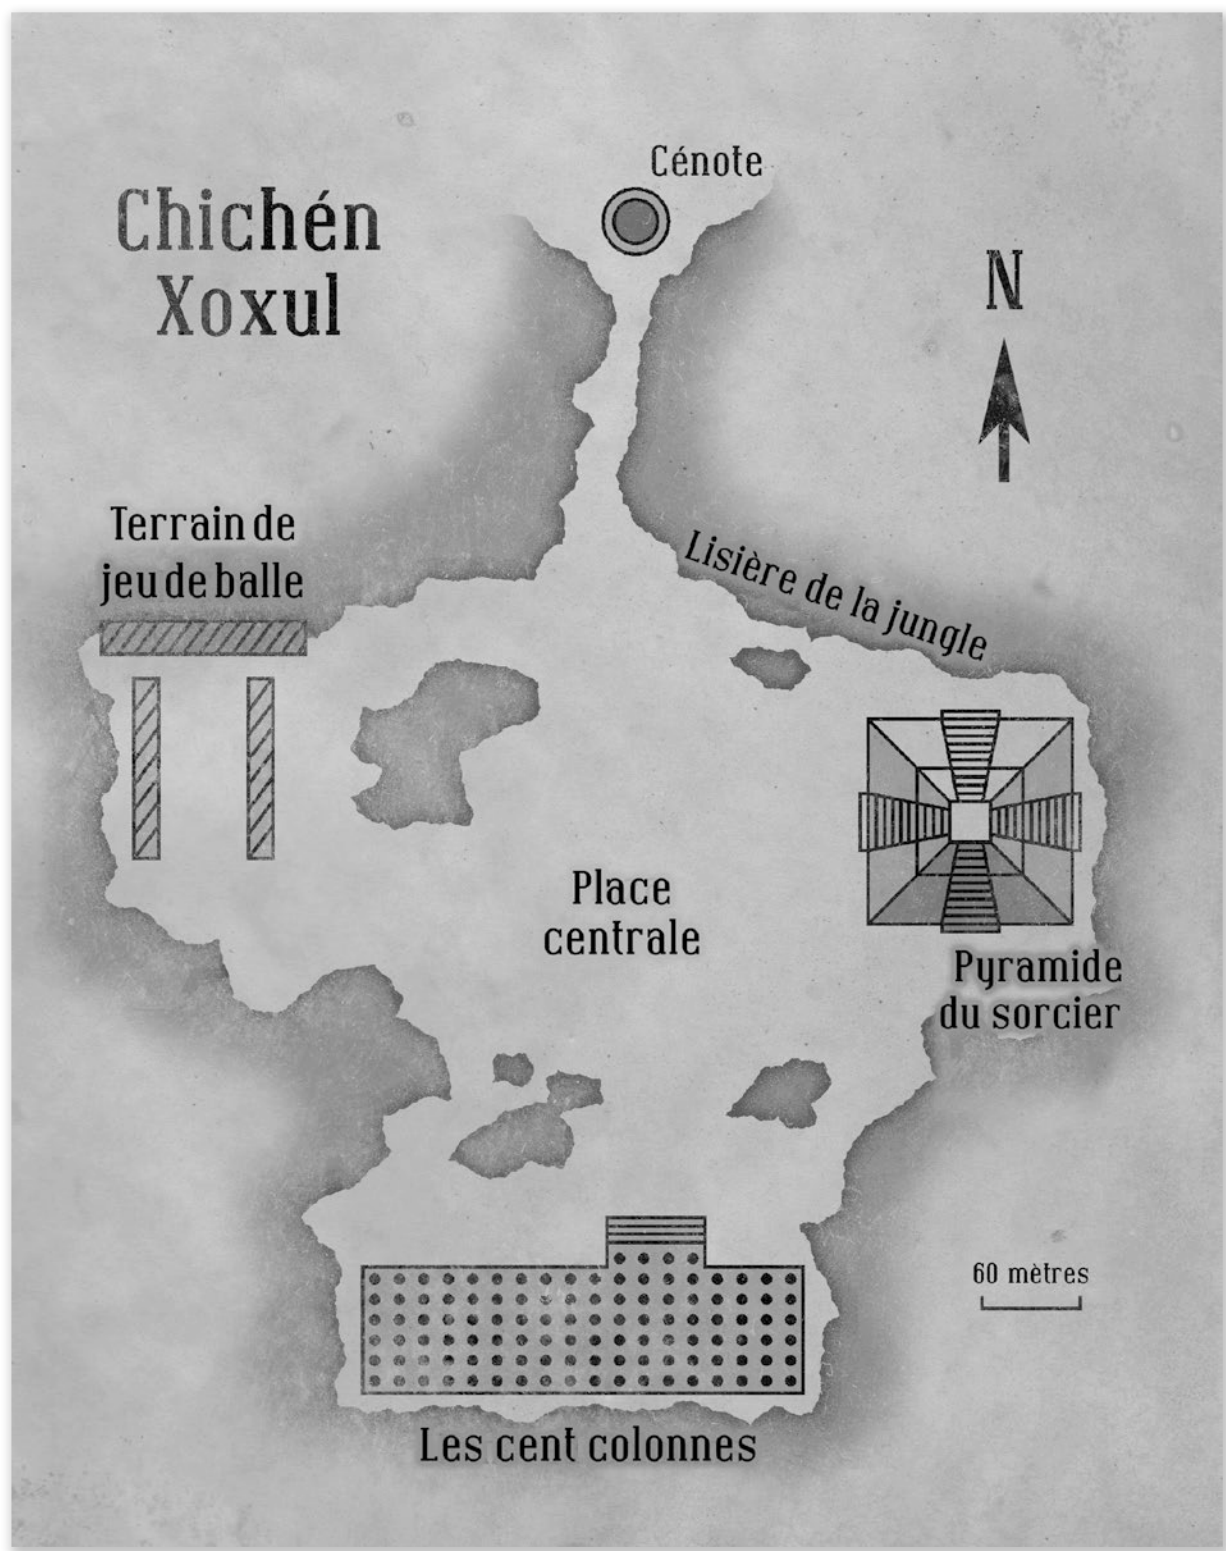 Cénote
Chichén
Xoxul
N
Terrain de
jeu de balle
Lisière de la jungle
Place
centrale
Pyramide
du sorcier
60 mètres
Les cent colonnes